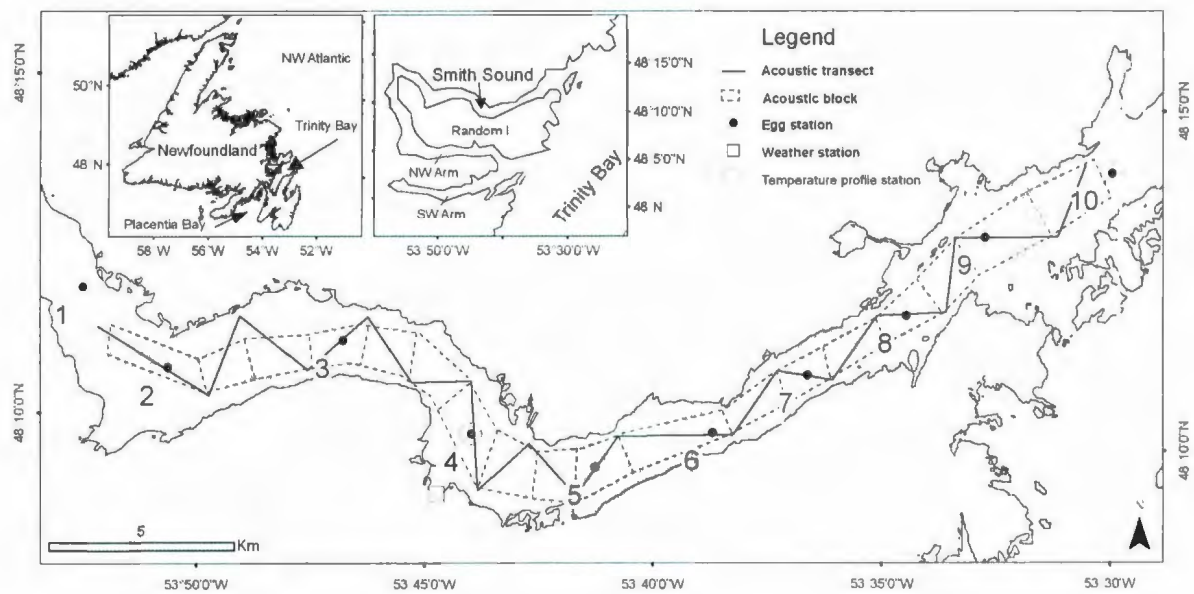 NW Atlantic
50°N
Trinity Bay
Newfoundland
48 N
Placentia Bay
58 W 56 W 54 W 52 W
Smith Sound
Random I
NW Arm
SW Arm
Trinity Bay
48 15'0"N
48 10'0"N
48 5'0"N
48 N
53 50'0"W 53 30'0"W
Legend
Acoustic transect
Acoustic block
Egg station
Weather station
Temperature profile station
48 15'0"N
48 15'0"N
48 10'0"N
48 10'0"N
1
2
3
4
5
6
7
8
9
10
5
Km
53°50'0"W 53 45'0"W 53 40'0"W 53 35'0"W 53 30'0"W